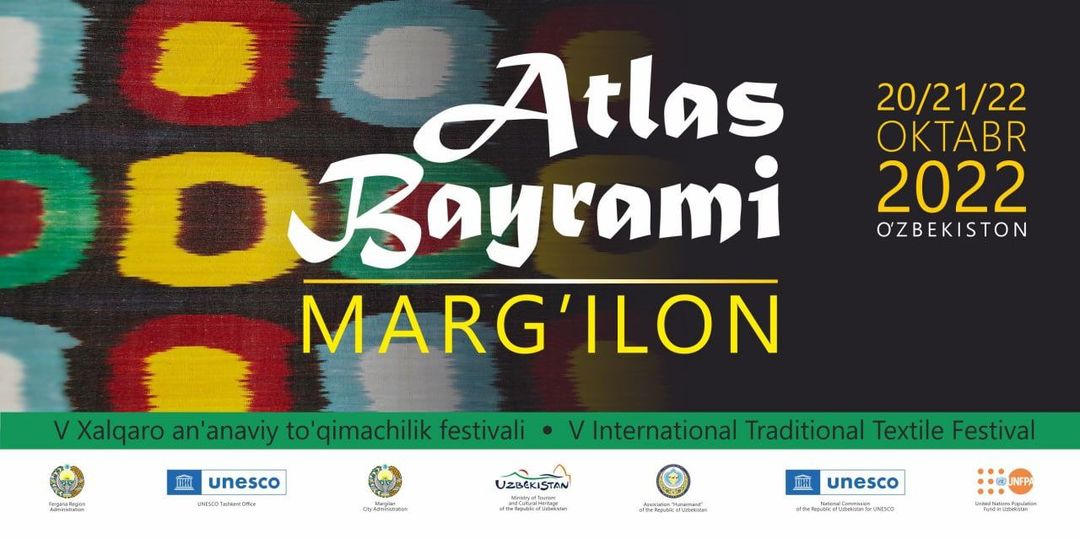 Atlas
Bayrami
MARG'ILON
20/21/22
OKTABR
2022
O'ZBEKISTON
V Xalqaro an'anaviy to'qimachilik festivali • V International Traditional Textile Festival
Fergana Region
Administration
unesco
UNESCO Tashkent Office
Margilan
City Administration
UZBEKISTAN
Ministry of Tourism
and Cultural Heritage
of the Republic of Uzbekistan
Association "Hunarmand"
of the Republic of Uzbekistan
unesco
National Commission
of the Republic of Uzbekistan for UNESCO
UNFPA
United Nations Population
Fund in Uzbekistan